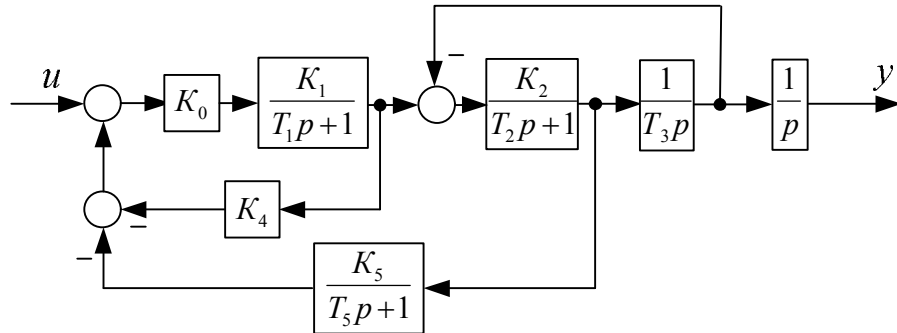 u
K₀
K₁
T₁p+1
−
K₂
T₂p+1
1
T₃p
1
p
y
−
K₄
−
K₅
T₅p+1